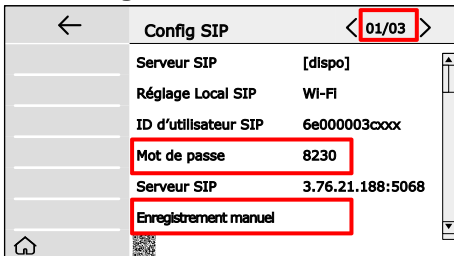 Config SIP
01/03
Serveur SIP [dispo]
Réglage Local SIP Wi-Fi
ID d'utilisateur SIP 6e000003cxxx
Mot de passe 8230
Serveur SIP 3.76.21.188:5068
Enregistrement manuel